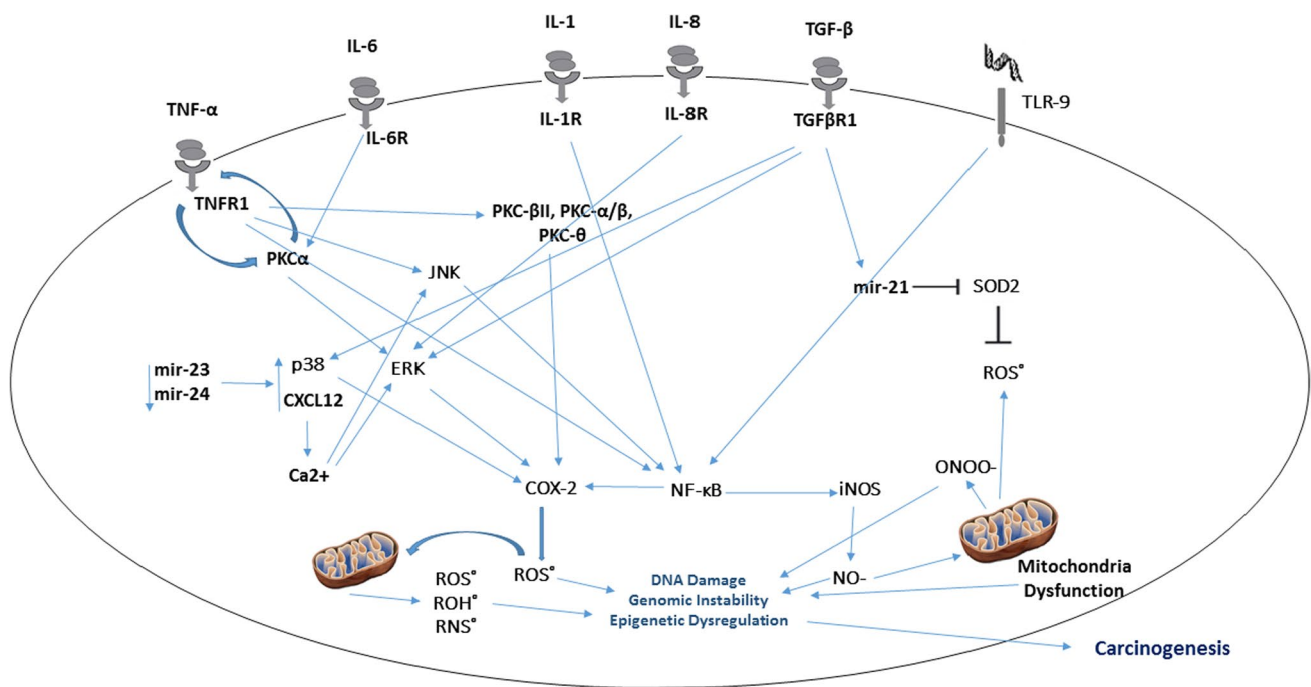 IL-1
IL-8
TGF-β
IL-6
TNF-α
TLR-9
IL-1R
IL-8R
TGFβR1
IL-6R
TNFR1
PKC-βII, PKC-α/β,
PKC-θ
PKCα
JNK
mir-21
SOD2
mir-23
mir-24
p38
CXCL12
ERK
ROS°
Ca2+
COX-2
NF-κB
iNOS
ONOO-
Mitochondria
Dysfunction
ROS°
ROS°
ROH°
RNS°
DNA Damage
Genomic Instability
Epigenetic Dysregulation
NO-
Carcinogenesis